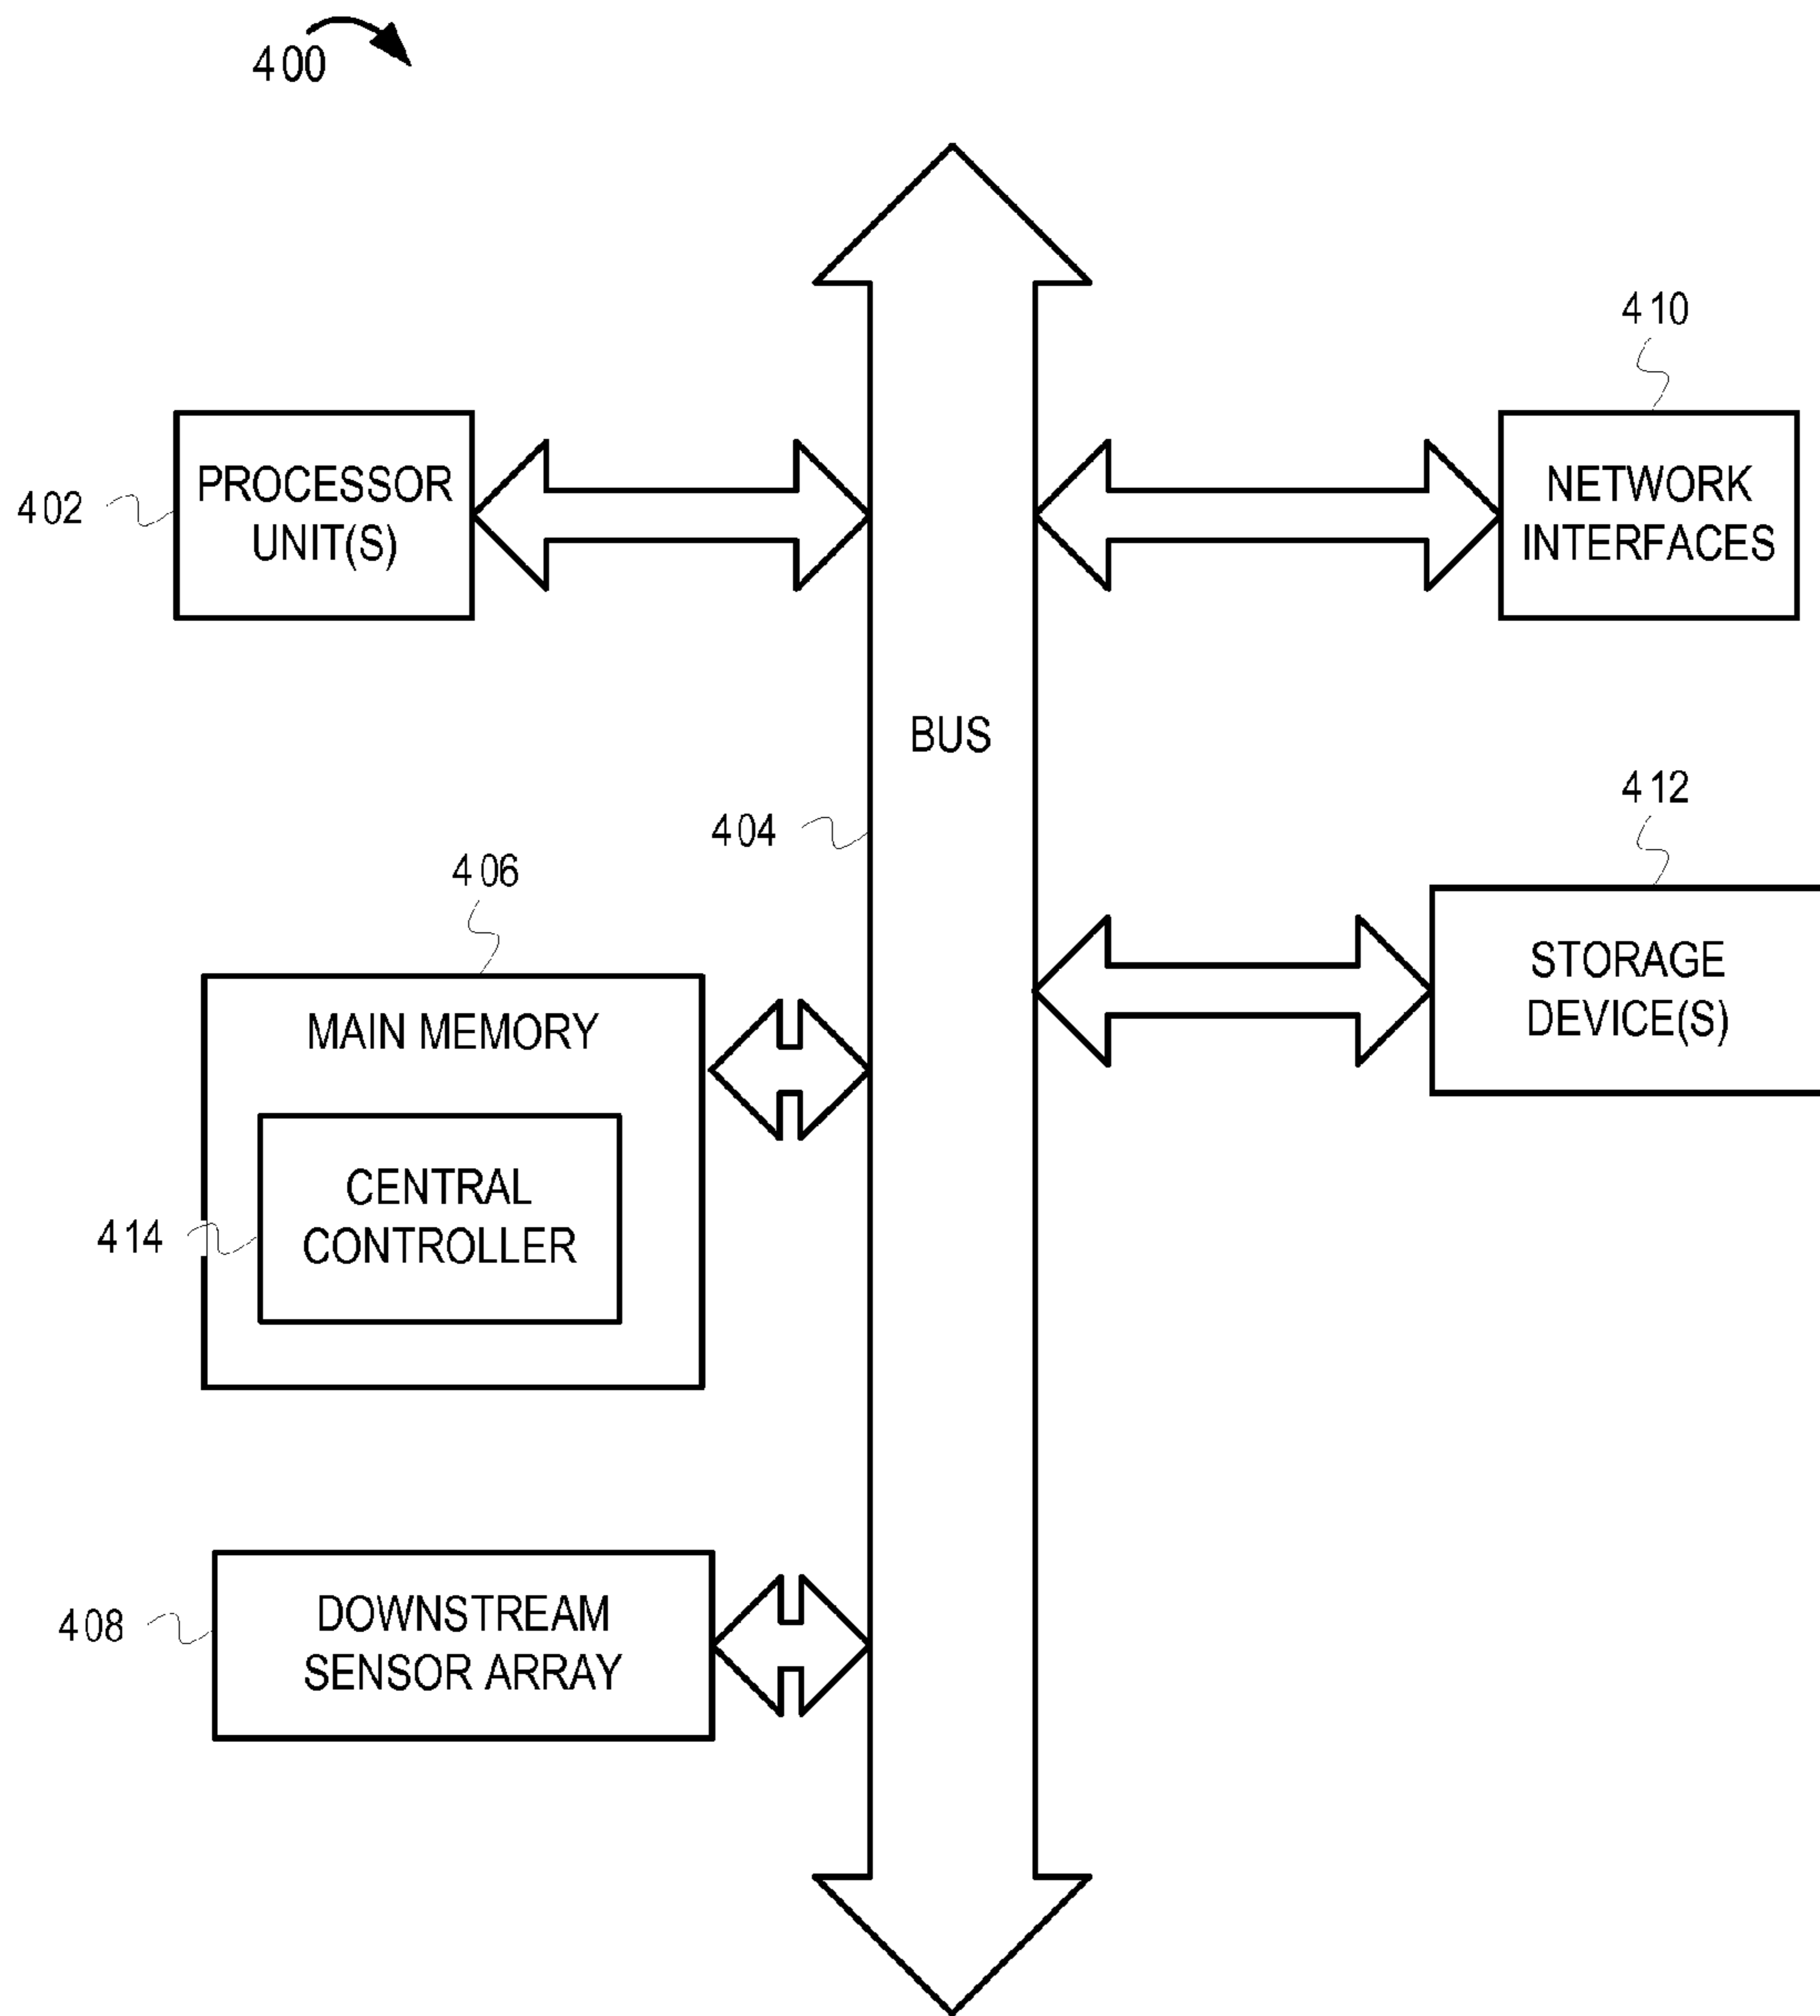 400
410
PROCESSOR
UNIT(S)
402
NETWORK
INTERFACES
BUS
404
412
406
STORAGE
DEVICE(S)
MAIN MEMORY
CENTRAL
CONTROLLER
414
DOWNSTREAM
SENSOR ARRAY
408